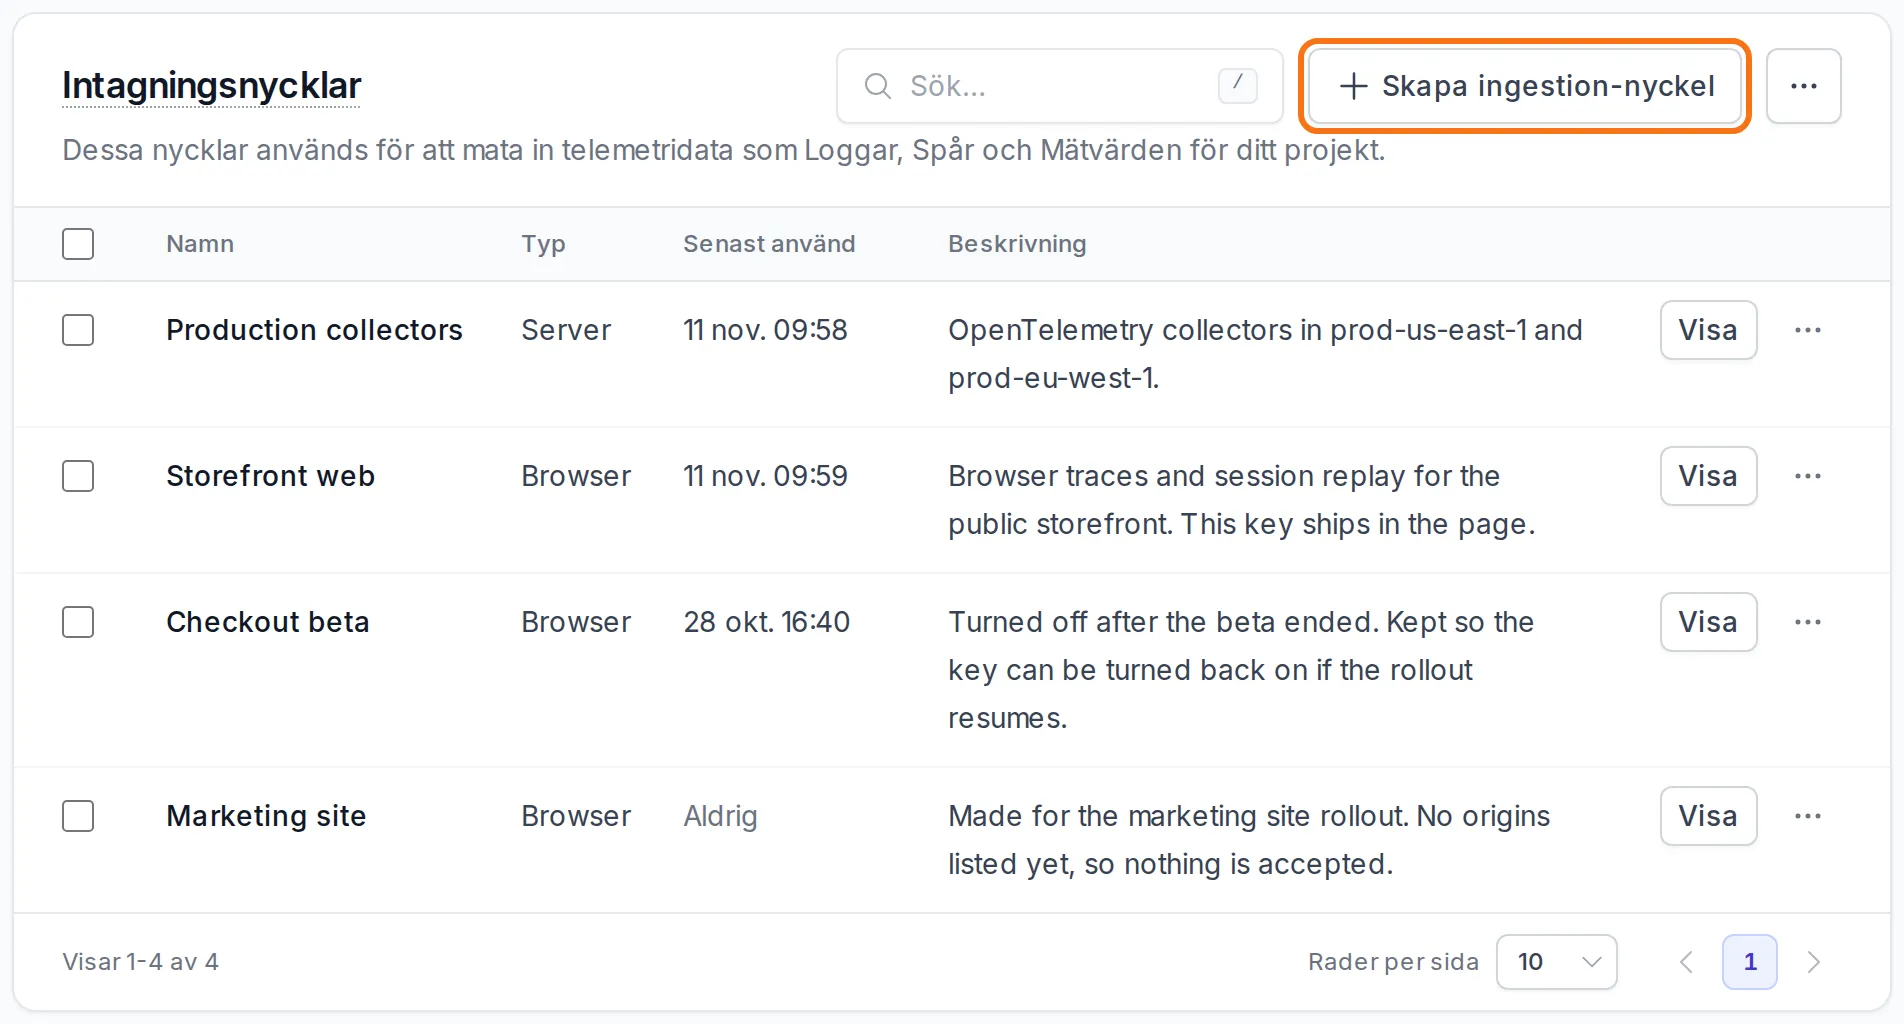 Intagningsnycklar
Sök...
/
Skapa ingestion-nyckel
Dessa nycklar används för att mata in telemetridata som Loggar, Spår och Mätvärden för ditt projekt.
Namn Typ Senast använd Beskrivning
Production collectors Server 11 nov. 09:58 OpenTelemetry collectors in prod-us-east-1 and Visa
prod-eu-west-1.
Storefront web Browser 11 nov. 09:59 Browser traces and session replay for the Visa
public storefront. This key ships in the page.
Checkout beta Browser 28 okt. 16:40 Turned off after the beta ended. Kept so the Visa
key can be turned back on if the rollout
resumes.
Marketing site Browser Aldrig Made for the marketing site rollout. No origins Visa
listed yet, so nothing is accepted.
Visar 1-4 av 4 Rader per sida 10 1